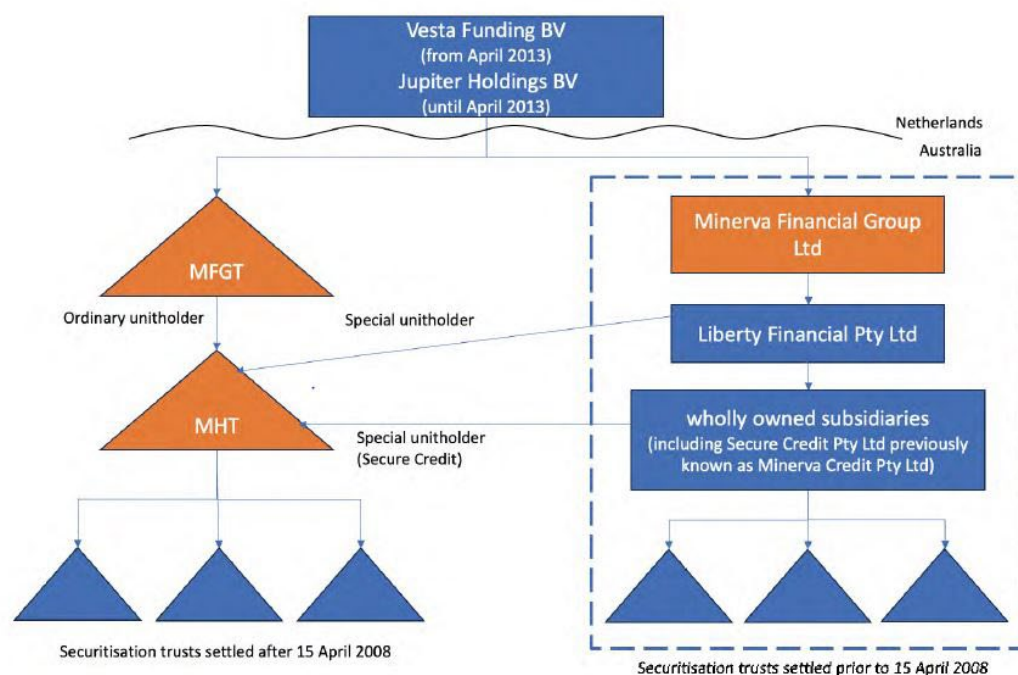 Vesta Funding BV
(from April 2013)
Jupiter Holdings BV
(until April 2013)
Netherlands
Australia
MFGT
Minerva Financial Group
Ltd
Ordinary unitholder
Special unitholder
Liberty Financial Pty Ltd
MHT
Special unitholder
(Secure Credit)
wholly owned subsidiaries
(including Secure Credit Pty Ltd previously
known as Minerva Credit Pty Ltd)
Securitisation trusts settled after 15 April 2008
Securitisation trusts settled prior to 15 April 2008